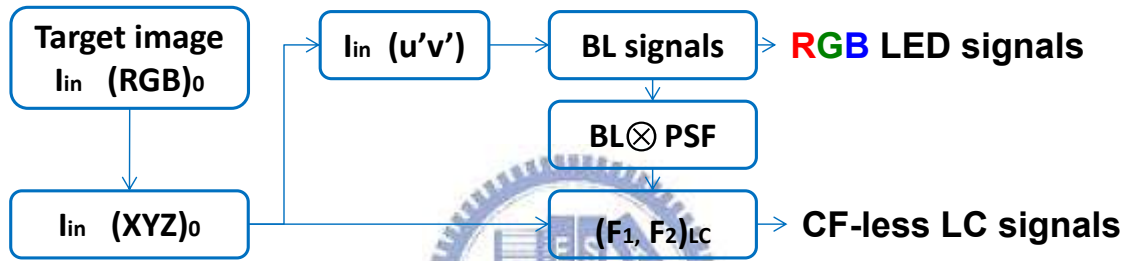 Target image
Iin (RGB)0
Iin (u'v')
BL signals
RGB LED signals
BL⊗ PSF
Iin (XYZ)0
(F1, F2)LC
CF-less LC signals